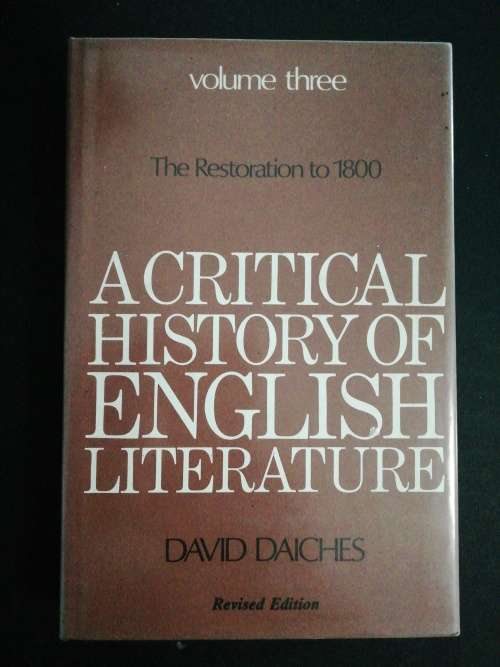 volume three
The Restoration to 1800
A CRITICAL
HISTORY OF
ENGLISH
LITERATURE
DAVID DAICHES
Revised Edition